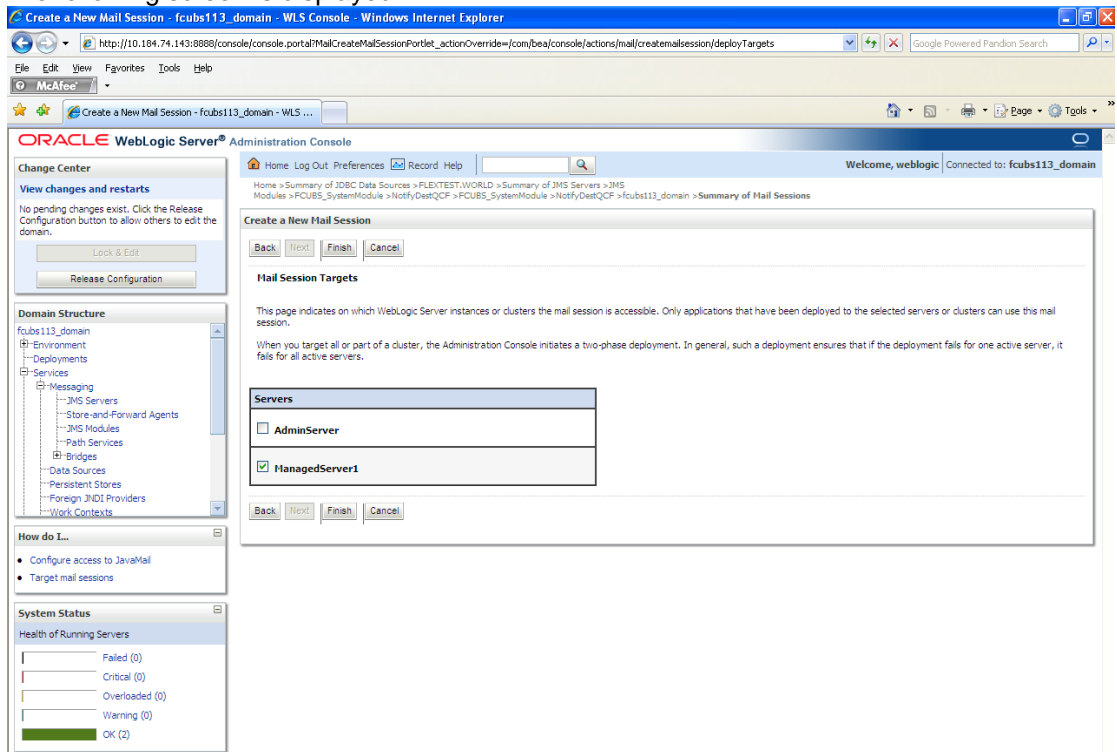 Create a New Mail Session - fcubs113_domain - WLS Console - Windows Internet Explorer
http://10.184.74.143:8888/console/console.portal?MailCreateMailSessionPortlet_actionOverride=/com/bea/console/actions/mail/createmailsession/deployTargets
Google Powered Pandion Search
File Edit View Favorites Tools Help
McAfee
Create a New Mail Session - fcubs113_domain - WLS ...
Page Tools
ORACLE WebLogic Server® Administration Console
Change Center
View changes and restarts
No pending changes exist. Click the Release
Configuration button to allow others to edit the
domain.
Lock & Edit
Release Configuration
Domain Structure
fcubs113_domain
Environment
Deployments
Services
Messaging
JMS Servers
Store-and-Forward Agents
JMS Modules
Path Services
Bridges
Data Sources
Persistent Stores
Foreign JNDI Providers
Work Contexts
How do I...
Configure access to JavaMail
Target mail sessions
System Status
Health of Running Servers
Failed (0)
Critical (0)
Overloaded (0)
Warning (0)
OK (2)
Home Log Out Preferences Record Help
Welcome, weblogic Connected to: fcubs113_domain
Home >Summary of JDBC Data Sources >FLEXTEST.WORLD >Summary of JMS Servers >JMS
Modules >FCUBS_SystemModule >NotifyDestQCF >FCUBS_SystemModule >NotifyDestQCF >fcubs113_domain >Summary of Mail Sessions
Create a New Mail Session
Back Next Finish Cancel
Mail Session Targets
This page indicates on which WebLogic Server instances or clusters the mail session is accessible. Only applications that have been deployed to the selected servers or clusters can use this mail
session.
When you target all or part of a cluster, the Administration Console initiates a two-phase deployment. In general, such a deployment ensures that if the deployment fails for one active server, it
fails for all active servers.
Servers
AdminServer
ManagedServer1
Back Next Finish Cancel